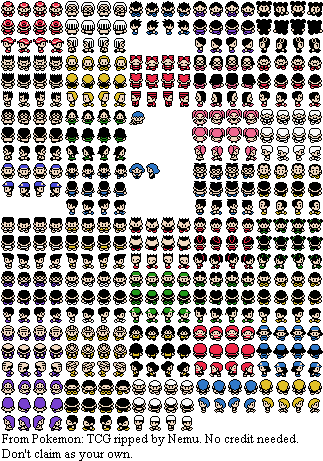 From Pokemon: TCG ripped by Nemu. No credit needed.
Don't claim as your own.